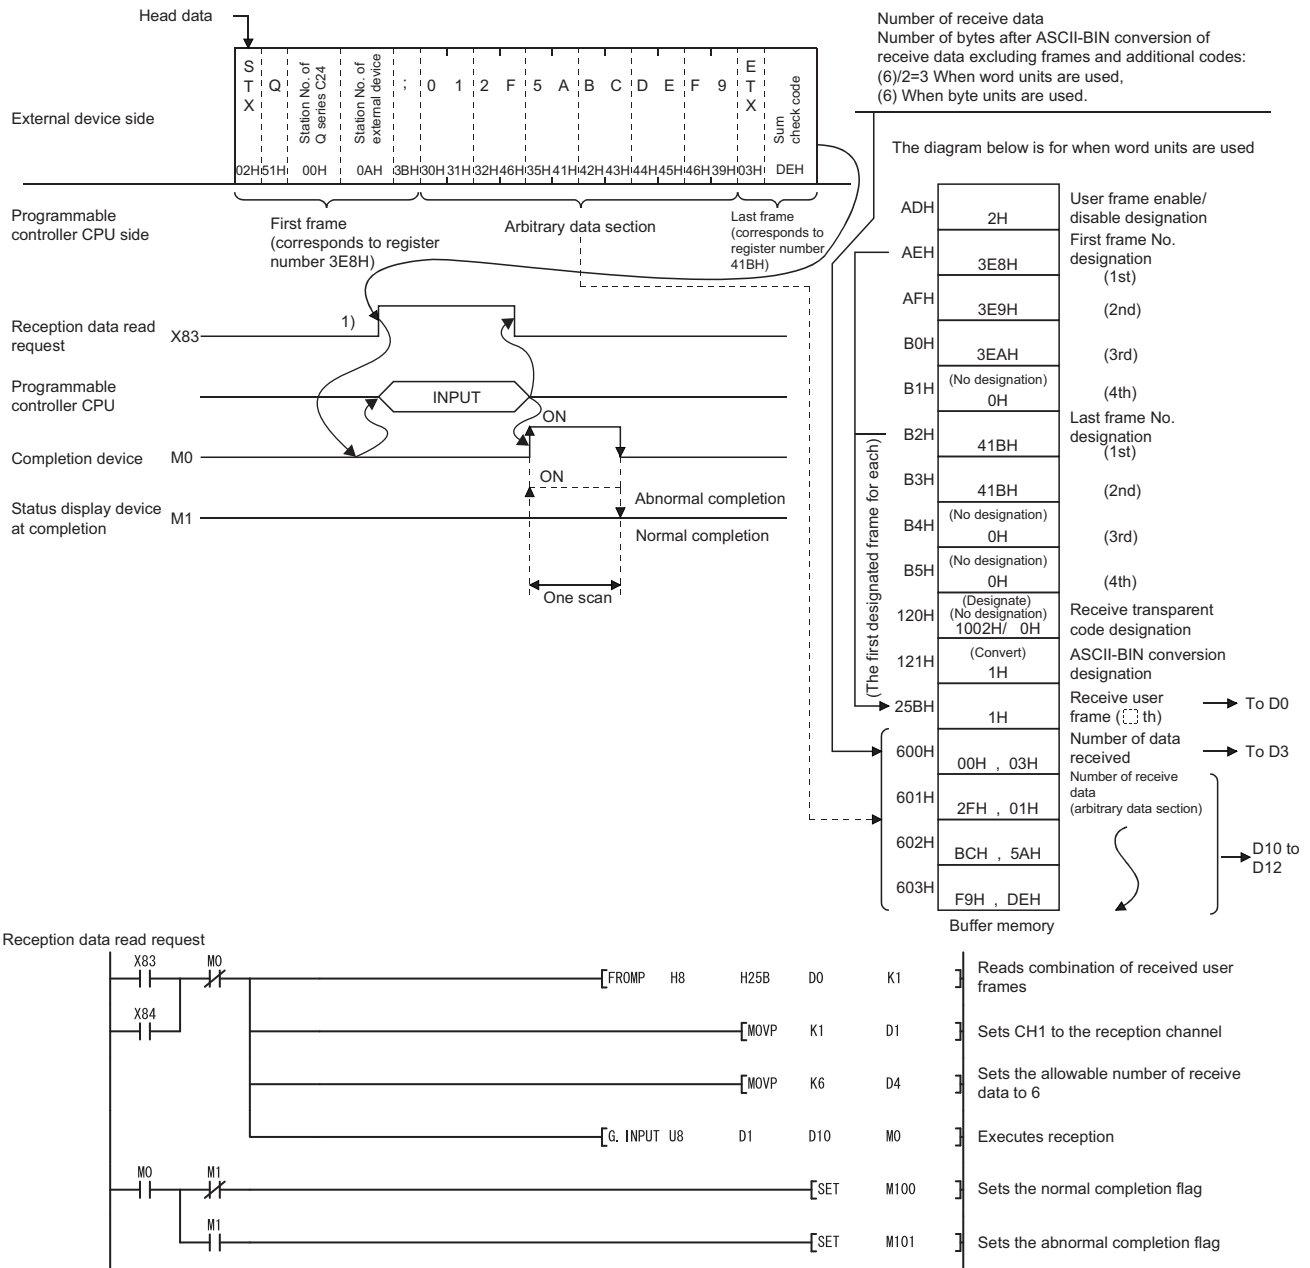 Head data
Number of receive data
Number of bytes after ASCII-BIN conversion of
receive data excluding frames and additional codes:
(6)/2=3 When word units are used,
(6) When byte units are used.
External device side
STX
Q
Station No. of
Q series C24
Station No. of
external device
;
0 1 2 F 5 A B C D E F 9
ETX
Sum
check code
02H 51H 00H 0AH 3BH 30H 31H 32H 46H 35H 41H 42H 43H 44H 45H 46H 39H 03H DEH
The diagram below is for when word units are used
Programmable
controller CPU side
First frame
(corresponds to register
number 3E8H)
Arbitrary data section
Last frame
(corresponds to
register number
41BH)
Reception data read
request
X83
1)
Programmable
controller CPU
INPUT
ON
Completion device M0
ON
Abnormal completion
Status display device
at completion
M1
Normal completion
One scan
(The first designated frame for each)
ADH 2H User frame enable/
disable designation
AEH 3E8H First frame No.
designation
(1st)
AFH 3E9H (2nd)
B0H 3EAH (3rd)
B1H (No designation)
0H (4th)
B2H 41BH Last frame No.
designation
(1st)
B3H 41BH (2nd)
B4H (No designation)
0H (3rd)
B5H (No designation)
0H (4th)
120H (Designate)
(No designation)
1002H/ 0H
Receive transparent
code designation
121H (Convert)
1H
ASCII-BIN conversion
designation
25BH 1H Receive user
frame ( th)
To D0
600H 00H , 03H Number of data
received
To D3
601H 2FH , 01H Number of receive
data
(arbitrary data section)
602H BCH , 5AH
D10 to
D12
603H F9H , DEH
Buffer memory
Reception data read request
X83 M0
[FROMP H8 H25B D0 K1 ] Reads combination of received user
frames
X84
[MOVP K1 D1 ] Sets CH1 to the reception channel
[MOVP K6 D4 ] Sets the allowable number of receive
data to 6
[G. INPUT U8 D1 D10 M0 ] Executes reception
M0 M1
[SET M100 ] Sets the normal completion flag
M1
[SET M101 ] Sets the abnormal completion flag